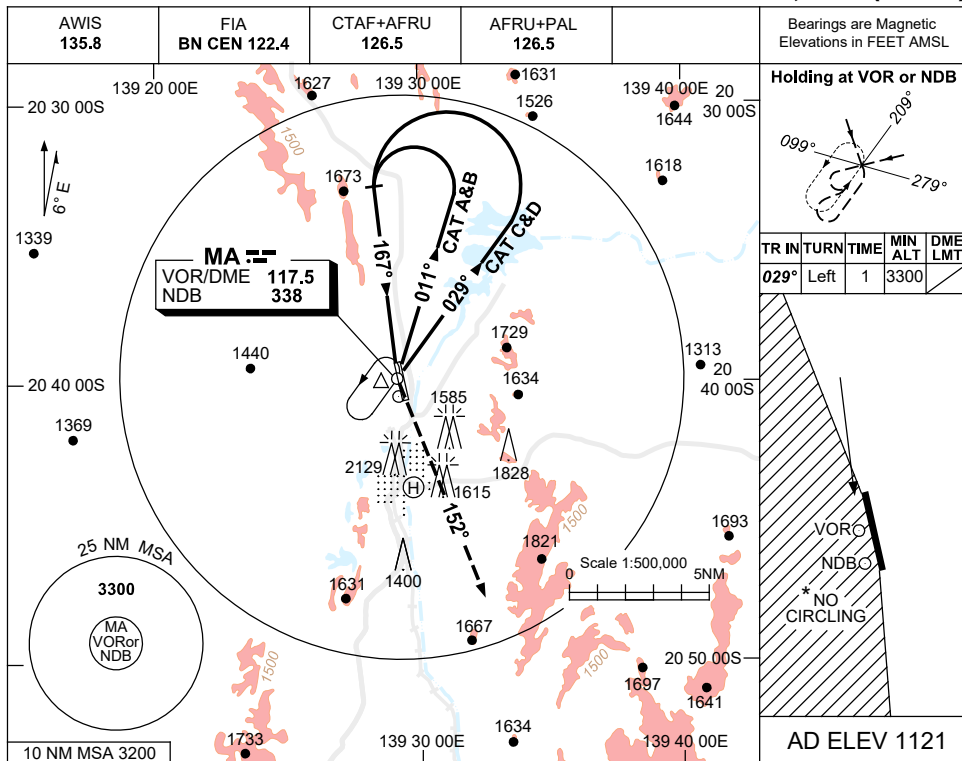 AWIS
135.8
FIA
BN CEN 122.4
CTAF+AFRU
126.5
AFRU+PAL
126.5
Bearings are Magnetic
Elevations in FEET AMSL
139 20 00E
1627
139 30 00E
1631
139 40 00E
20 30 00S
1500
1526
1644
20
30 00S
6° E
1673
1618
1339
MA
VOR/DME 117.5
NDB 338
167°
011° CAT A&B
029° CAT C&D
1729
1313
1440
20 40 00S
1634
20
40 00S
1585
1369
2129
H
1615
1828
152°
1500
1693
1821
25 NM MSA
3300
MA
VORor
NDB
1400
Scale 1:500,000
0
5NM
1631
1667
20 50 00S
1500
1500
1697
1641
1733
139 30 00E
1634
139 40 00E
10 NM MSA 3200
Holding at VOR or NDB
209°
099°
279°
TR IN TURN TIME MIN ALT DME LMT
029° Left 1 3300
VOR
NDB
* NO
CIRCLING
AD ELEV 1121